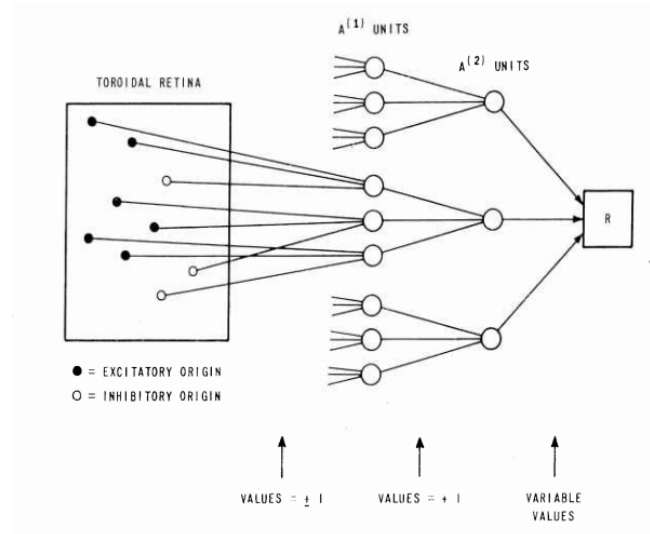 A(1) UNITS
A(2) UNITS
TOROIDAL RETINA
R
● = EXCITATORY ORIGIN
○ = INHIBITORY ORIGIN
VALUES = ± 1
VALUES = + 1
VARIABLE
VALUES